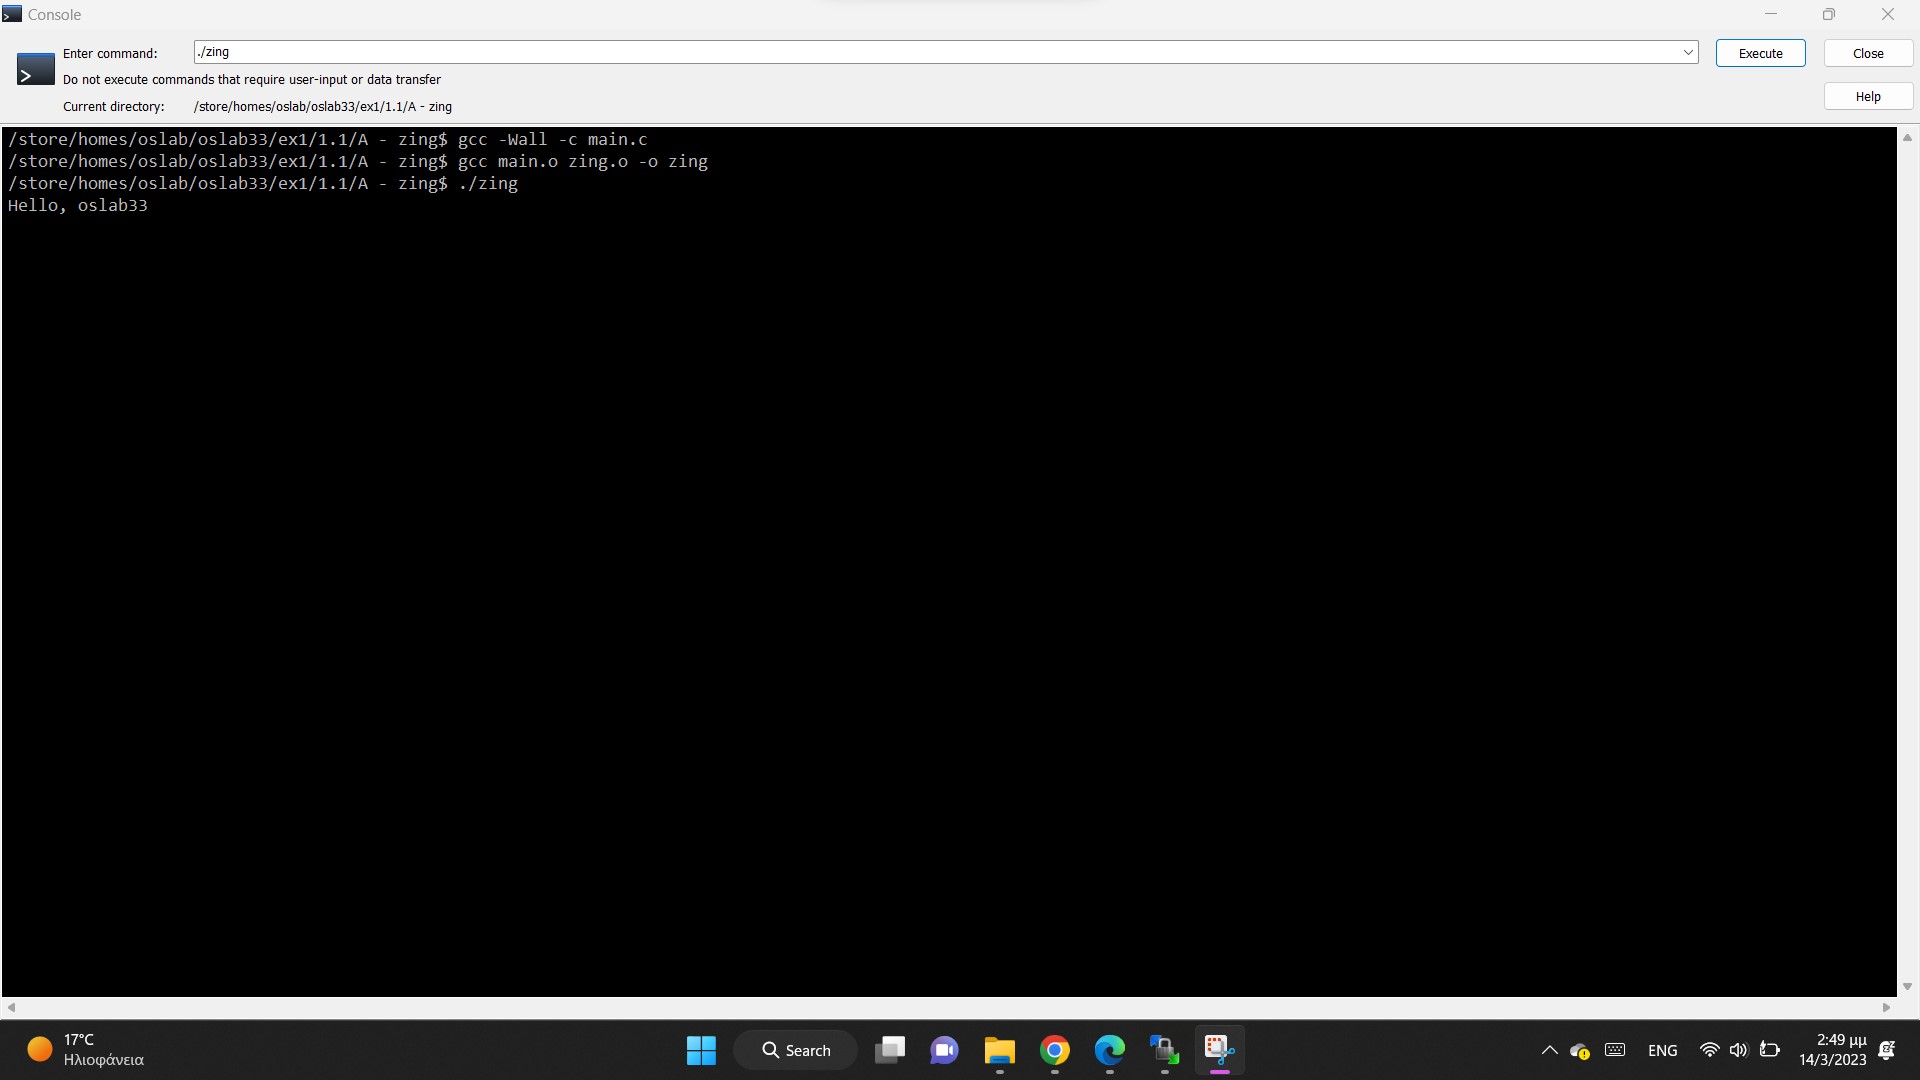 Console
Enter command:
./zing
Execute
Close
Do not execute commands that require user-input or data transfer
Help
Current directory:
/store/homes/oslab/oslab33/ex1/1.1/A - zing
/store/homes/oslab/oslab33/ex1/1.1/A - zing$ gcc -Wall -c main.c
/store/homes/oslab/oslab33/ex1/1.1/A - zing$ gcc main.o zing.o -o zing
/store/homes/oslab/oslab33/ex1/1.1/A - zing$ ./zing
Hello, oslab33
17°C
Ηλιοφάνεια
Search
ENG
2:49 μμ
14/3/2023